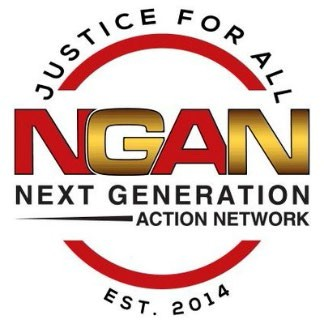 JUSTICE FOR ALL
NGAN
NEXT GENERATION
ACTION NETWORK
EST. 2014